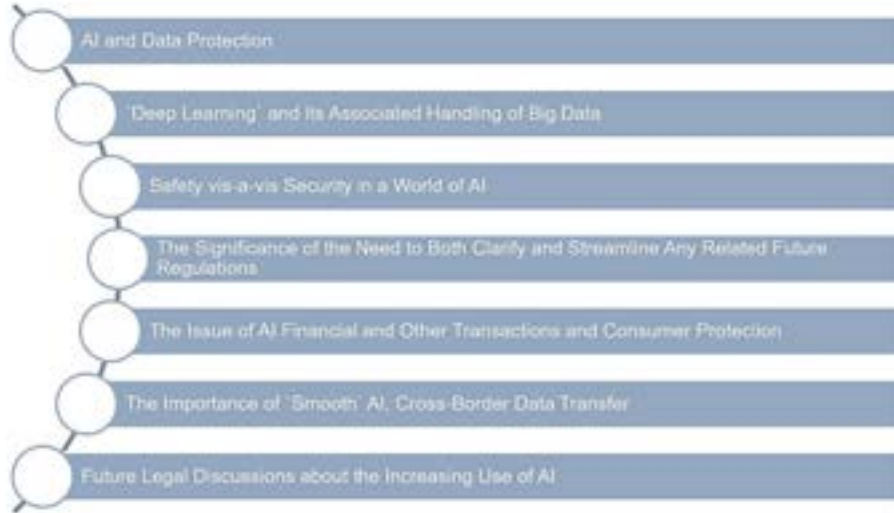 AI and Data Protection
'Deep Learning' and Its Associated Handling of Big Data
Safety vis-a-vis Security in a World of AI
The Significance of the Need to Both Clarify and Streamline Any Related Future
Regulations
The Issue of AI Financial and Other Transactions and Consumer Protection
The Importance of 'Smooth' AI, Cross-Border Data Transfer
Future Legal Discussions about the Increasing Use of AI